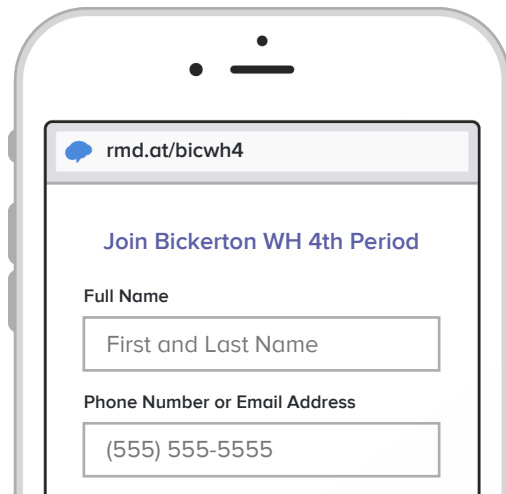 rmd.at/bicwh4
Join Bickerton WH 4th Period
Full Name
First and Last Name
Phone Number or Email Address
(555) 555-5555